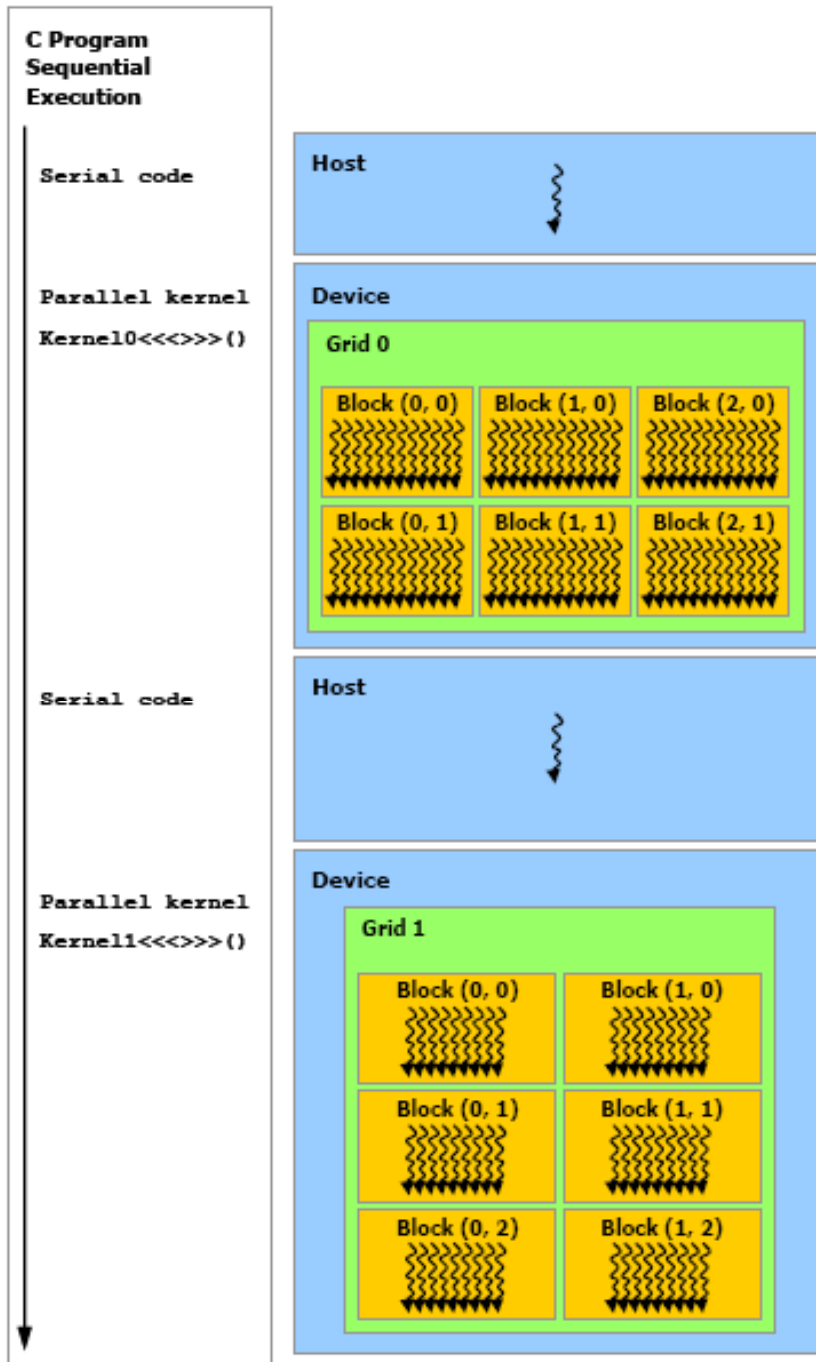 C Program
Sequential
Execution
Serial code
Host
Parallel kernel
Kernel0<<<>>>()
Device
Grid 0
Block (0, 0)
Block (1, 0)
Block (2, 0)
Block (0, 1)
Block (1, 1)
Block (2, 1)
Serial code
Host
Parallel kernel
Kernel1<<<>>>()
Device
Grid 1
Block (0, 0)
Block (1, 0)
Block (0, 1)
Block (1, 1)
Block (0, 2)
Block (1, 2)